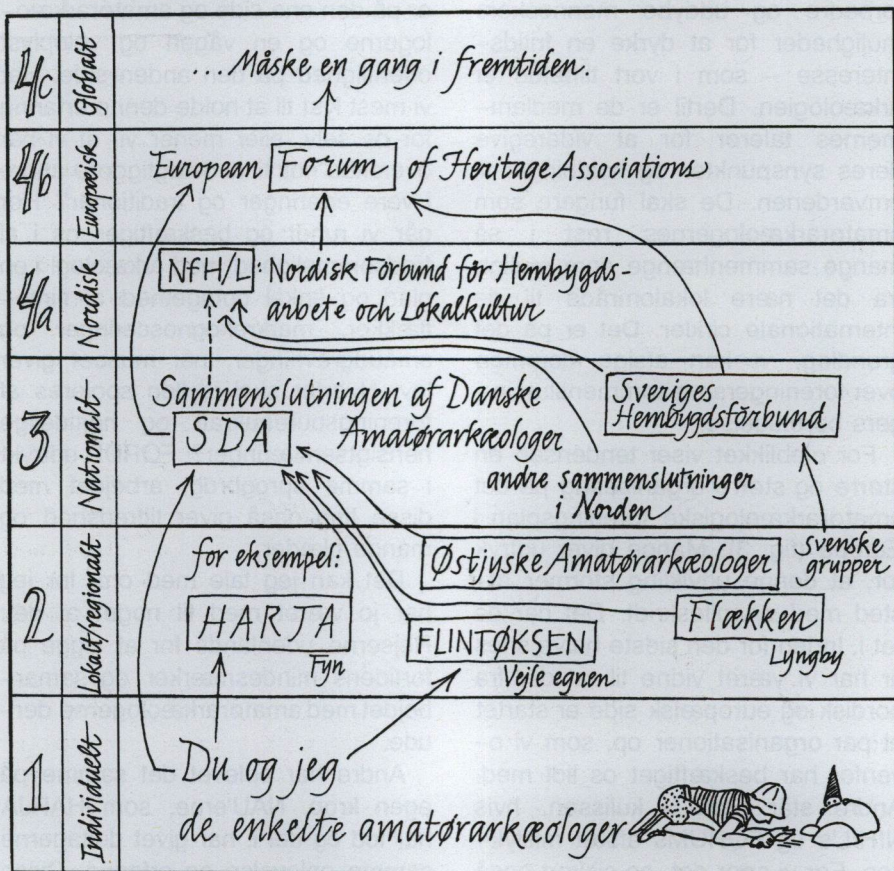 4c Globalt
....Måske en gang i fremtiden.....
4b Europæisk
European Forum of Heritage Associations
4a Nordisk
NFH/L: Nordisk Förbund för Hembygds-
arbete och Lokalkultur
3 Nationalt
Sammenslutningen af Danske
SDA Amatørarkæologer
Sveriges
Hembygdsförbund
andre sammenslutninger
i Norden
2 Lokalt/regionalt
for eksempel:
Østjyske Amatørarkæologer
Svenske
grupper
HARJA
Fyn
FLINTØKSEN
Vejle egnen
Flækken
Lyngby
1 Individuelt
Du og jeg
de enkelte amatørarkæologer